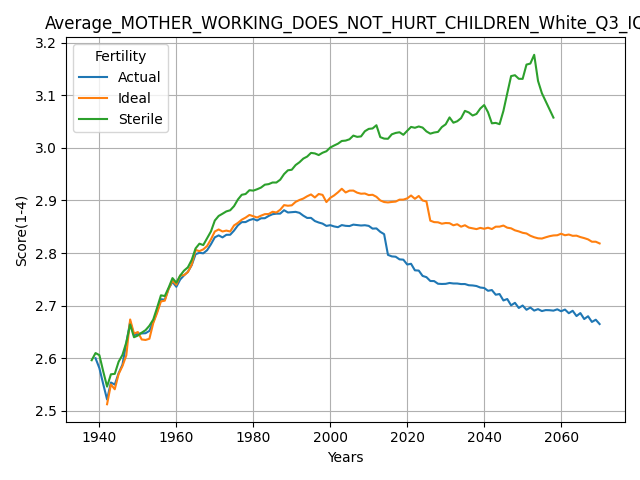 Average_MOTHER_WORKING_DOES_NOT_HURT_CHILDREN_White_Q3_IQ
Fertility
Actual
Ideal
Sterile
Score(1-4)
3.2
3.1
3.0
2.9
2.8
2.7
2.6
2.5
1940 1960 1980 2000 2020 2040 2060
Years